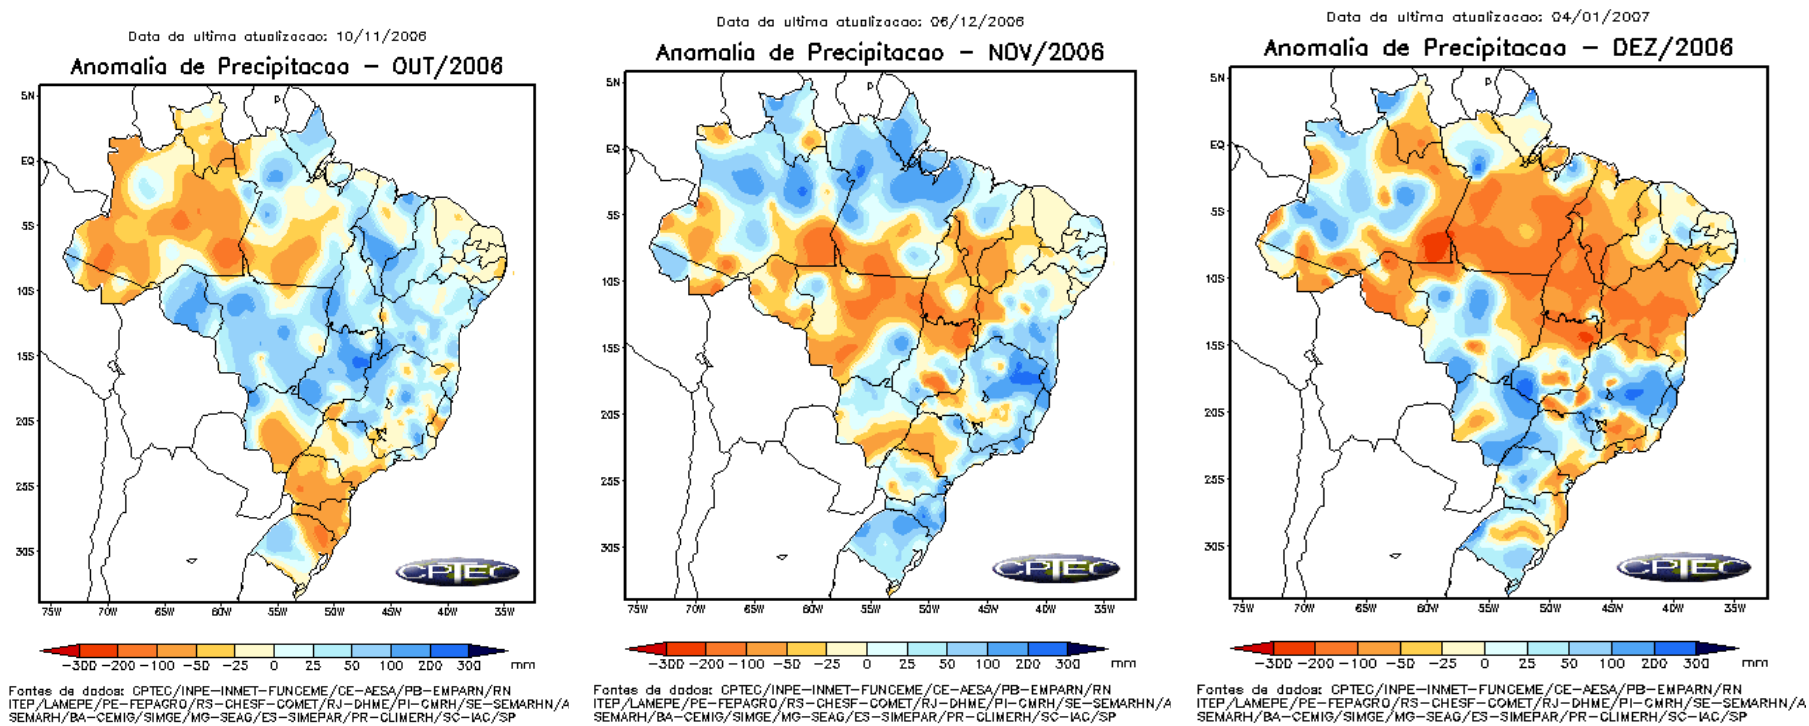 Data da ultima atualizacao: 10/11/2006
Anomalia de Precipitacao – OUT/2006
5N
EQ
5S
10S
15S
20S
25S
30S
75W 70W 65W 60W 55W 50W 45W 40W 35W
CPTEC
−300 −200 −100 −50 −25 0 25 50 100 200 300 mm
Fontes de dados: CPTEC/INPE−INMET−FUNCEME/CE−AESA/PB−EMPARN/RN
ITEP/LAMEPE/PE−FEPAGRO/RS−CHESF−COMET/RJ−DHME/PI−CMRH/SE−SEMARHN/A
SEMARH/BA−CEMIG/SIMGE/MG−SEAG/ES−SIMEPAR/PR−CLIMERH/SC−IAC/SP
Data da ultima atualizacao: 06/12/2006
Anomalia de Precipitacao – NOV/2006
5N
EQ
5S
10S
15S
20S
25S
30S
75W 70W 65W 60W 55W 50W 45W 40W 35W
CPTEC
−300 −200 −100 −50 −25 0 25 50 100 200 300 mm
Fontes de dados: CPTEC/INPE−INMET−FUNCEME/CE−AESA/PB−EMPARN/RN
ITEP/LAMEPE/PE−FEPAGRO/RS−CHESF−COMET/RJ−DHME/PI−CMRH/SE−SEMARHN/A
SEMARH/BA−CEMIG/SIMGE/MG−SEAG/ES−SIMEPAR/PR−CLIMERH/SC−IAC/SP
Data da ultima atualizacao: 04/01/2007
Anomalia de Precipitacao – DEZ/2006
5N
EQ
5S
10S
15S
20S
25S
30S
75W 70W 65W 60W 55W 50W 45W 40W 35W
CPTEC
−300 −200 −100 −50 −25 0 25 50 100 200 300 mm
Fontes de dados: CPTEC/INPE−INMET−FUNCEME/CE−AESA/PB−EMPARN/RN
ITEP/LAMEPE/PE−FEPAGRO/RS−CHESF−COMET/RJ−DHME/PI−CMRH/SE−SEMARHN/A
SEMARH/BA−CEMIG/SIMGE/MG−SEAG/ES−SIMEPAR/PR−CLIMERH/SC−IAC/SP